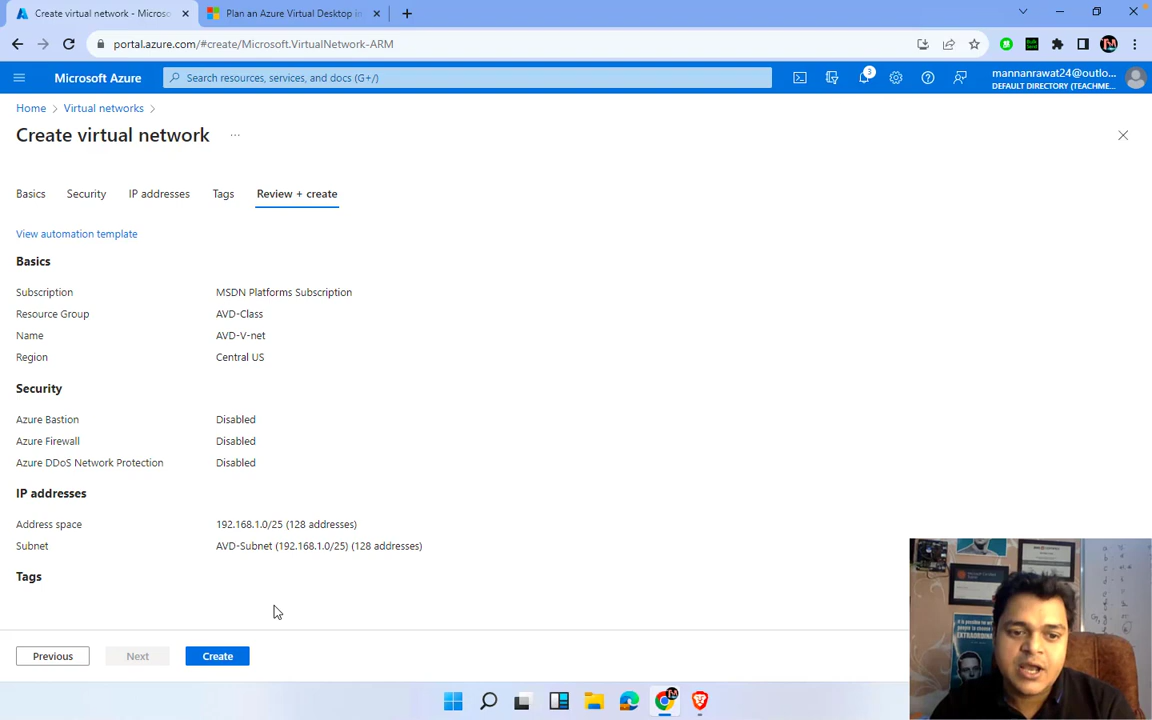 Create virtual network - Microso
Plan an Azure Virtual Desktop in
portal.azure.com/#create/Microsoft.VirtualNetwork-ARM
Microsoft Azure
Search resources, services, and docs (G+/)
3
mannanrawat24@outlo...
DEFAULT DIRECTORY (TEACHME...
Home > Virtual networks >
Create virtual network ...
Basics Security IP addresses Tags Review + create
View automation template
Basics
Subscription MSDN Platforms Subscription
Resource Group AVD-Class
Name AVD-V-net
Region Central US
Security
Azure Bastion Disabled
Azure Firewall Disabled
Azure DDoS Network Protection Disabled
IP addresses
Address space 192.168.1.0/25 (128 addresses)
Subnet AVD-Subnet (192.168.1.0/25) (128 addresses)
Tags
Previous Next Create
EXTRAORDINAR